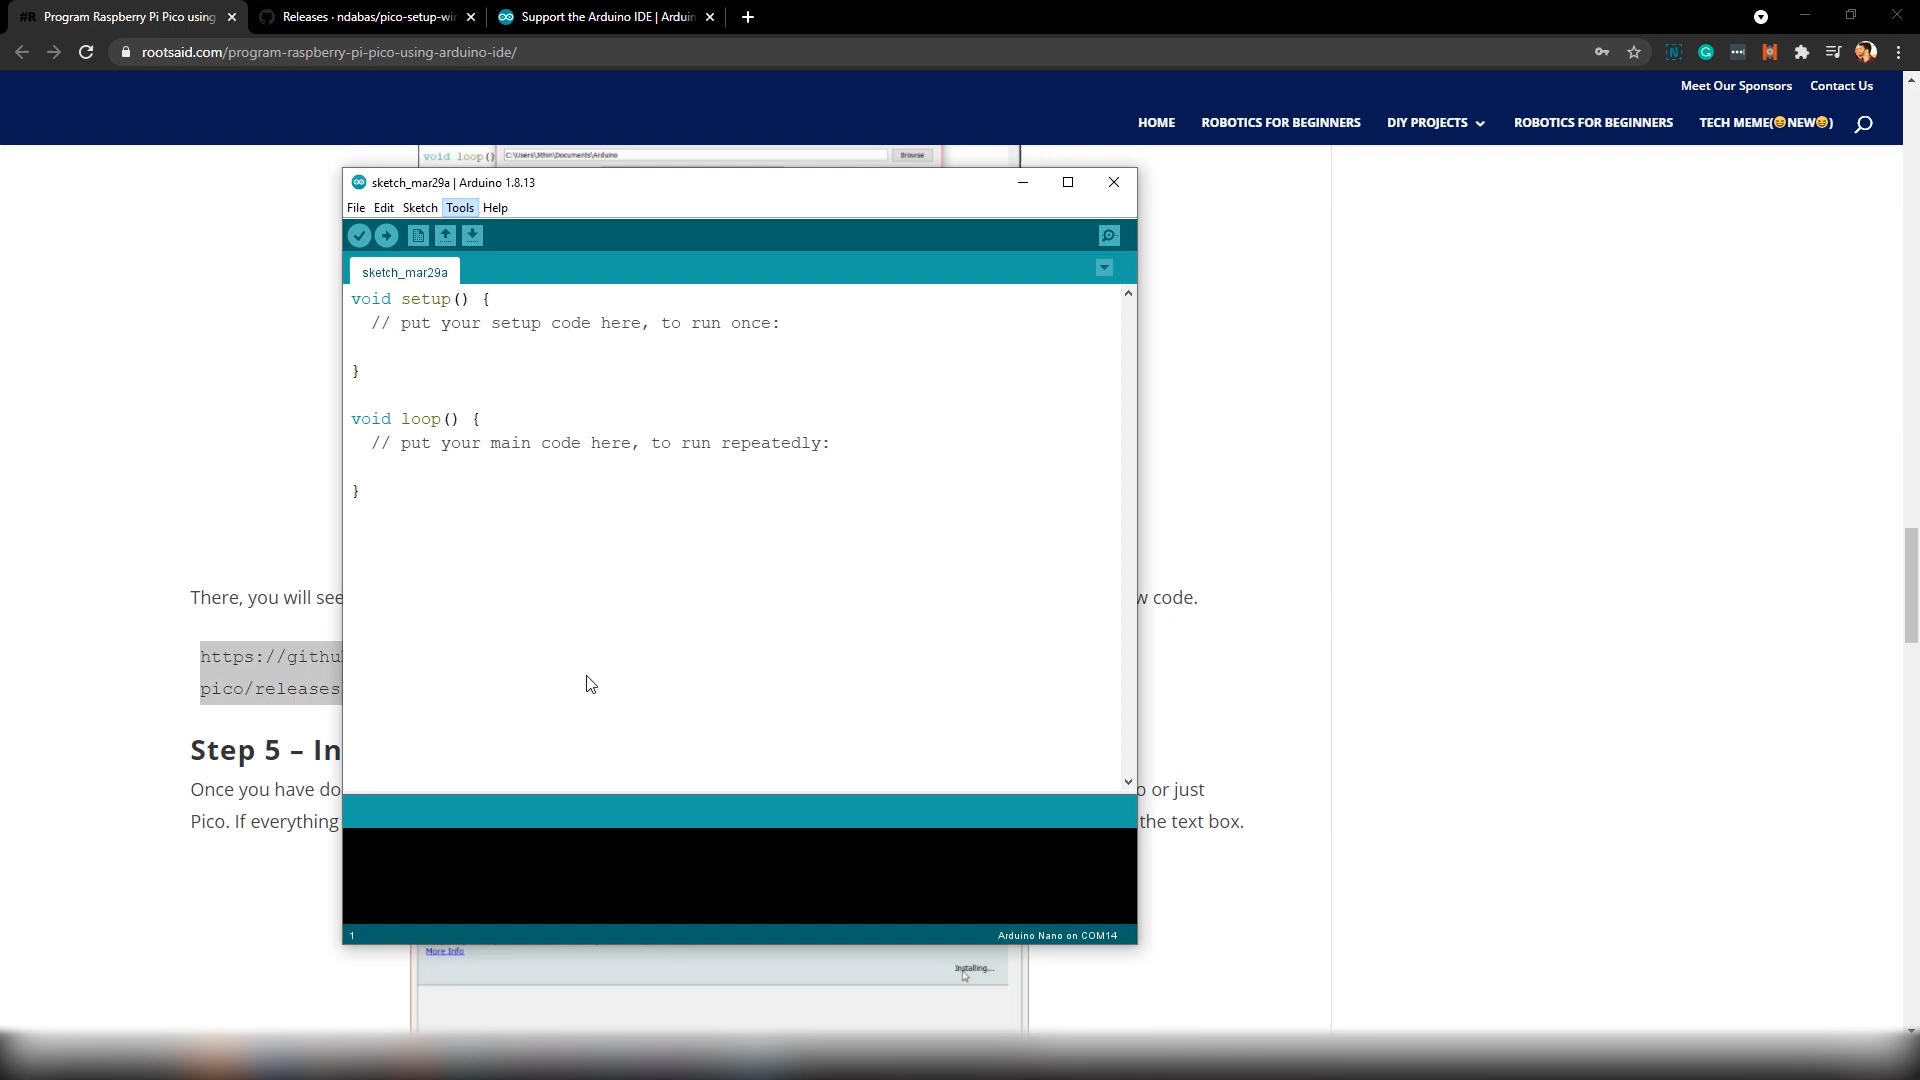 #R Program Raspberry Pi Pico using
Releases · ndabas/pico-setup-wir
Support the Arduino IDE | Arduin
rootsaid.com/program-raspberry-pi-pico-using-arduino-ide/
Meet Our Sponsors Contact Us
HOME ROBOTICS FOR BEGINNERS DIY PROJECTS ROBOTICS FOR BEGINNERS TECH MEME(😄NEW😄)
void loop() C:\Users\Jithin\Documents\Arduino Browse
sketch_mar29a | Arduino 1.8.13
File Edit Sketch Tools Help
sketch_mar29a
void setup() {
// put your setup code here, to run once:
}
void loop() {
// put your main code here, to run repeatedly:
}
There, you will see
w code.
https://githu
pico/releases
Step 5 – In
Once you have do
o or just
Pico. If everything
the text box.
1 Arduino Nano on COM14
More Info
Installing...